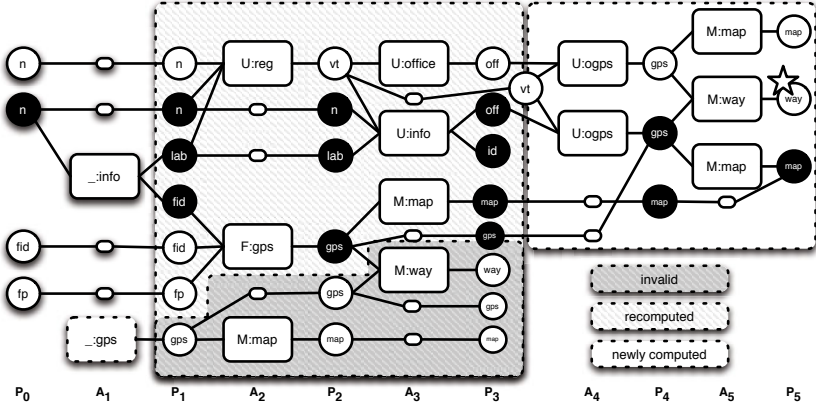 M:map map
n n U:reg vt U:office off U:ogps gps
vt M:way way
n n n U:info off U:ogps gps
lab lab id M:map map
_:info
fid M:map map map
fid fid F:gps gps gps
M:way way invalid
fp fp gps gps
recomputed
_:gps gps M:map map map
newly computed
P0 A1 P1 A2 P2 A3 P3 A4 P4 A5 P5